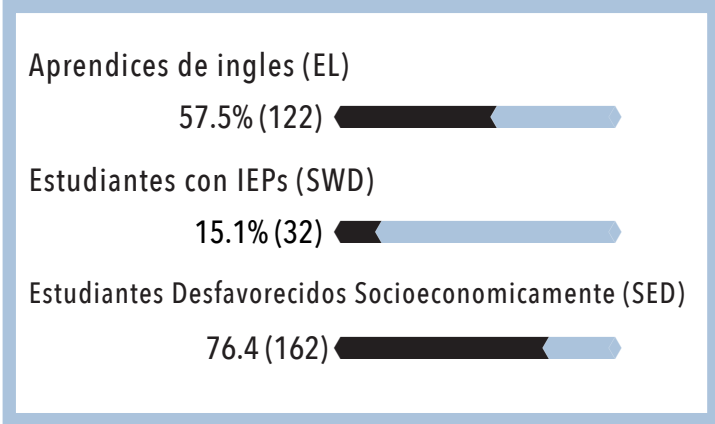 Aprendices de ingles (EL)
57.5% (122)
Estudiantes con IEPs (SWD)
15.1% (32)
Estudiantes Desfavorecidos Socioeconomicamente (SED)
76.4 (162)